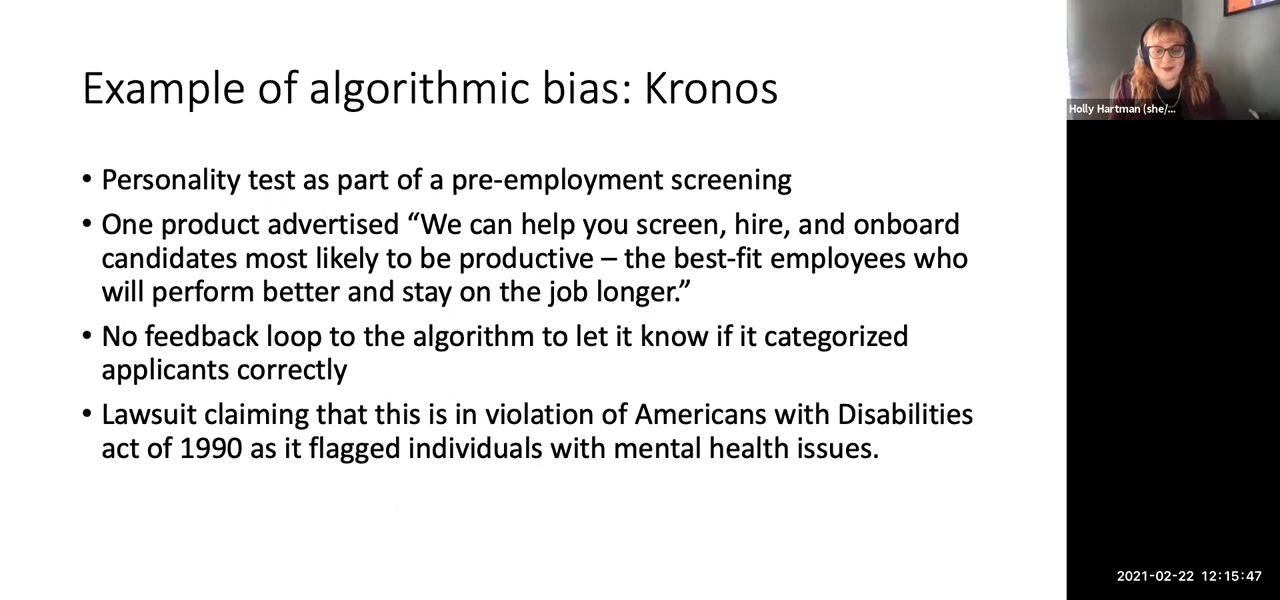 Example of algorithmic bias: Kronos
• Personality test as part of a pre-employment screening
• One product advertised “We can help you screen, hire, and onboard
candidates most likely to be productive – the best-fit employees who
will perform better and stay on the job longer.”
• No feedback loop to the algorithm to let it know if it categorized
applicants correctly
• Lawsuit claiming that this is in violation of Americans with Disabilities
act of 1990 as it flagged individuals with mental health issues.
Holly Hartman (she/...
2021-02-22 12:15:47